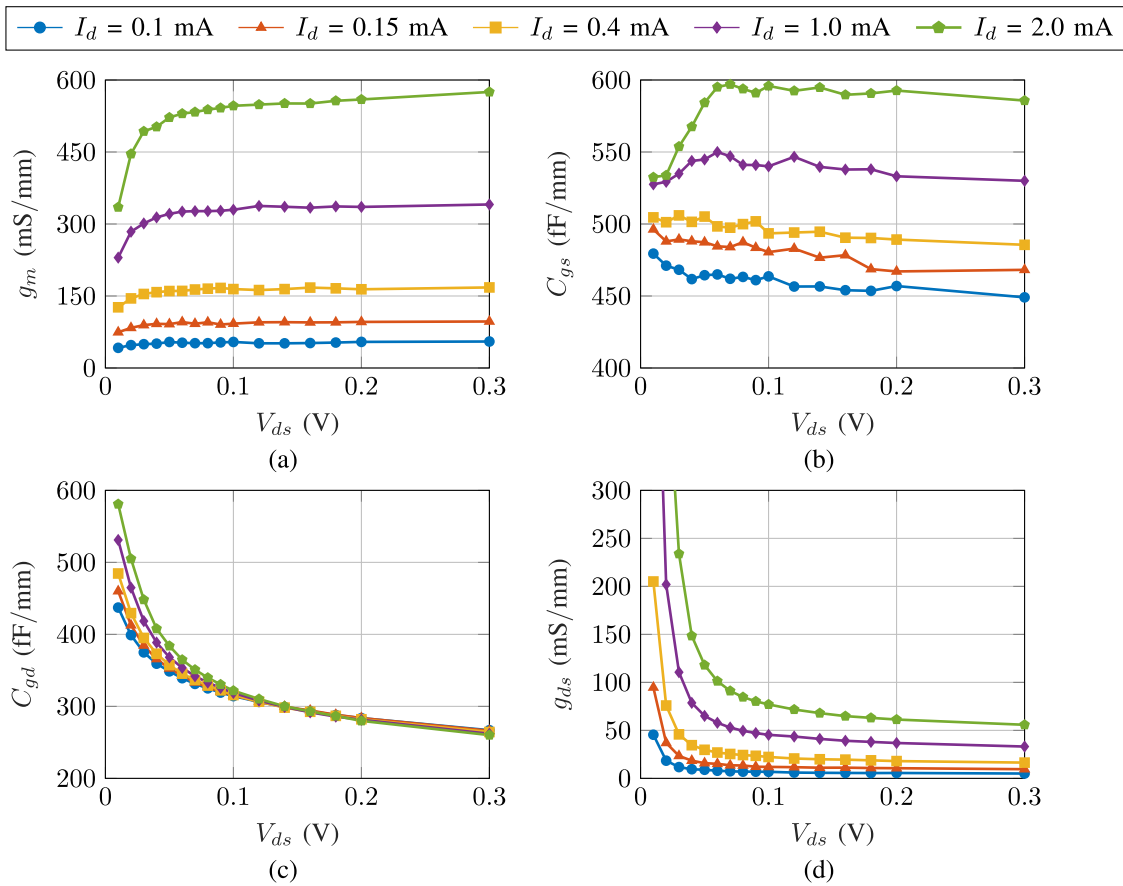 I_d = 0.1 mA I_d = 0.15 mA I_d = 0.4 mA I_d = 1.0 mA I_d = 2.0 mA
600
450
300
150
0
g_m (mS/mm)
0 0.1 0.2 0.3
V_ds (V)
(a)
600
550
500
450
400
C_gs (fF/mm)
0 0.1 0.2 0.3
V_ds (V)
(b)
600
500
400
300
200
C_gd (fF/mm)
0 0.1 0.2 0.3
V_ds (V)
(c)
300
250
200
150
100
50
0
g_ds (mS/mm)
0 0.1 0.2 0.3
V_ds (V)
(d)